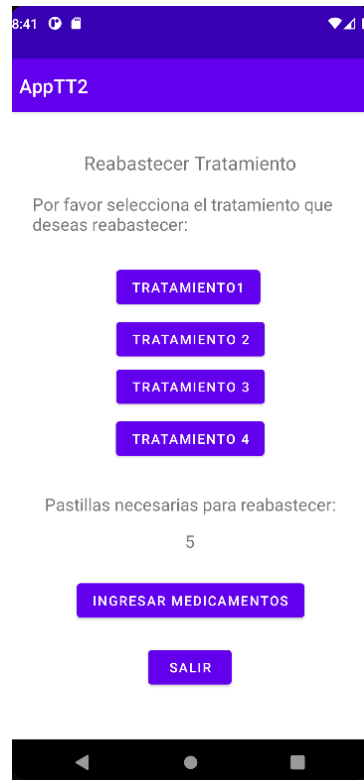 8:41
AppTT2
Reabastecer Tratamiento
Por favor selecciona el tratamiento que
deseas reabastecer:
TRATAMIENTO1
TRATAMIENTO 2
TRATAMIENTO 3
TRATAMIENTO 4
Pastillas necesarias para reabastecer:
5
INGRESAR MEDICAMENTOS
SALIR